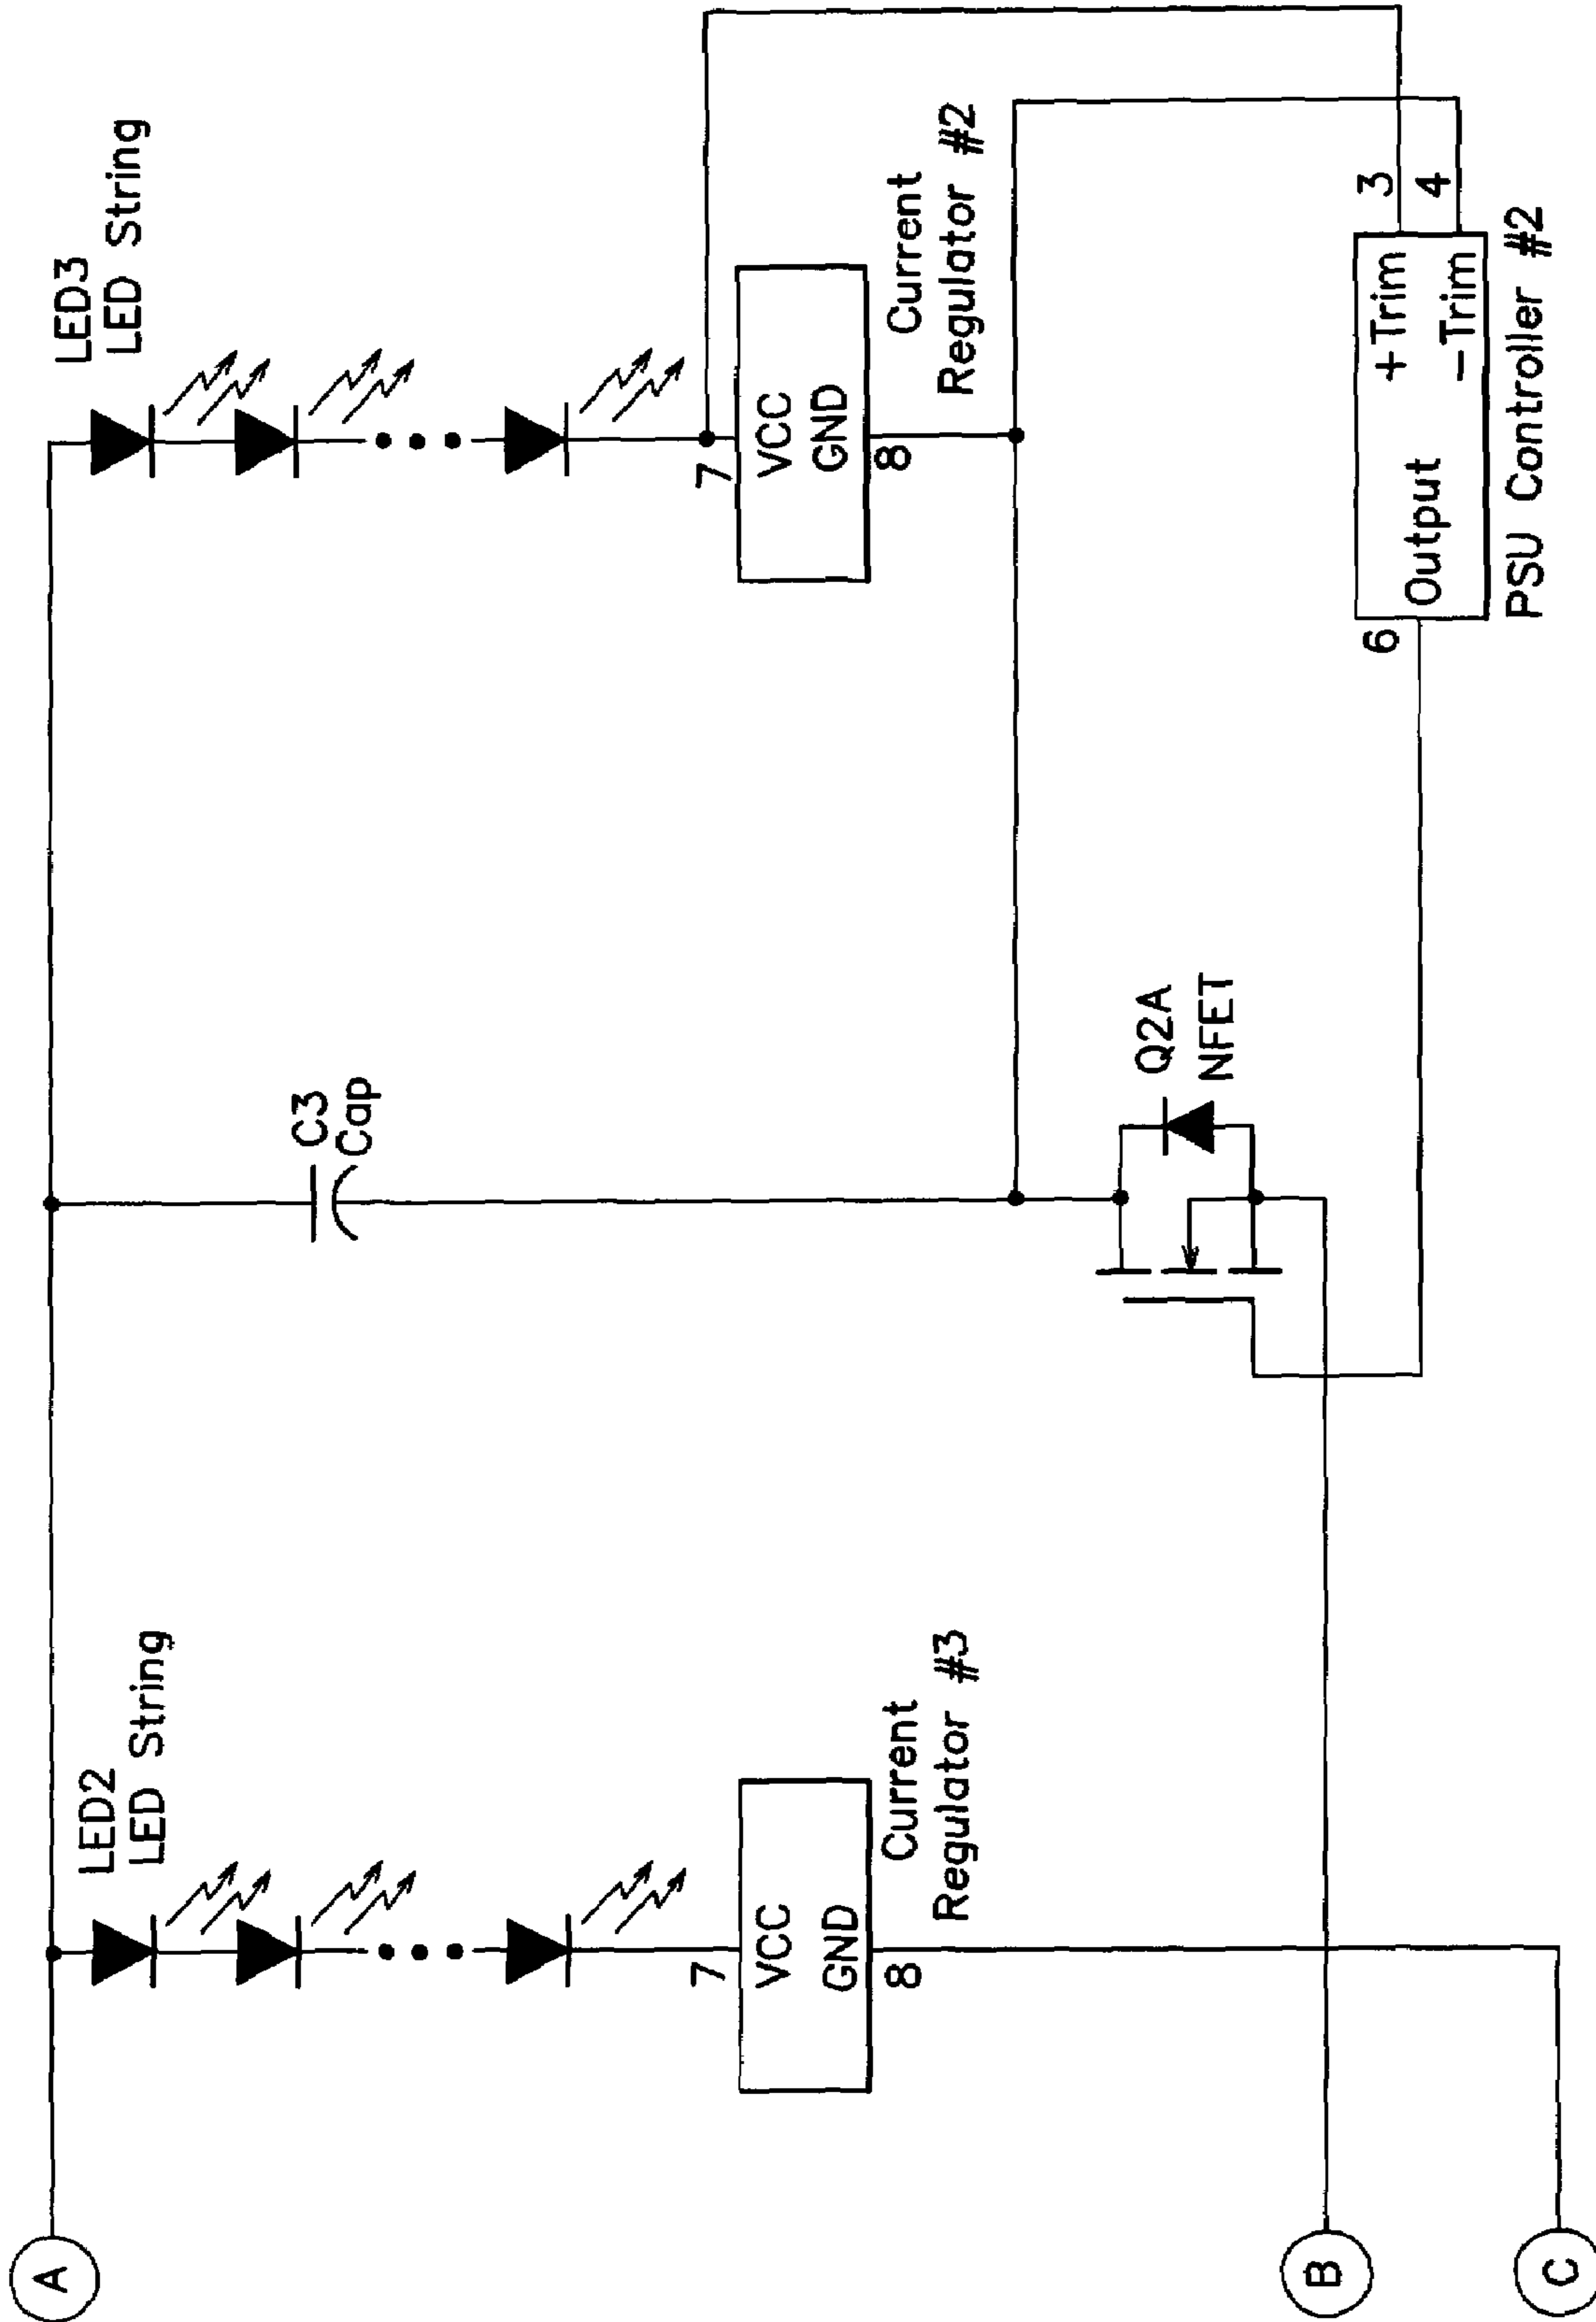 A
LED2
LED String
7
VCC
GND
8
Current
Regulator #3
C3
Cap
LED3
LED String
7
VCC
GND
8
Current
Regulator #2
Q2A
NFET
B
6
Output
+Trim
-Trim
3
4
PSU Controller #2
C